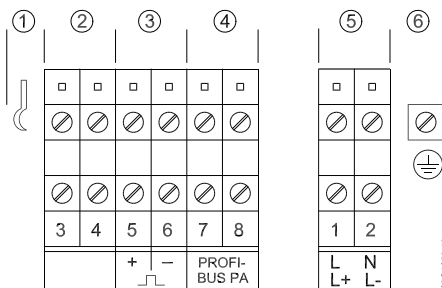 1 2 3 4 5 6
3 4 5 6 7 8 1 2
+ – PROFI- L N
BUS PA L+ L-